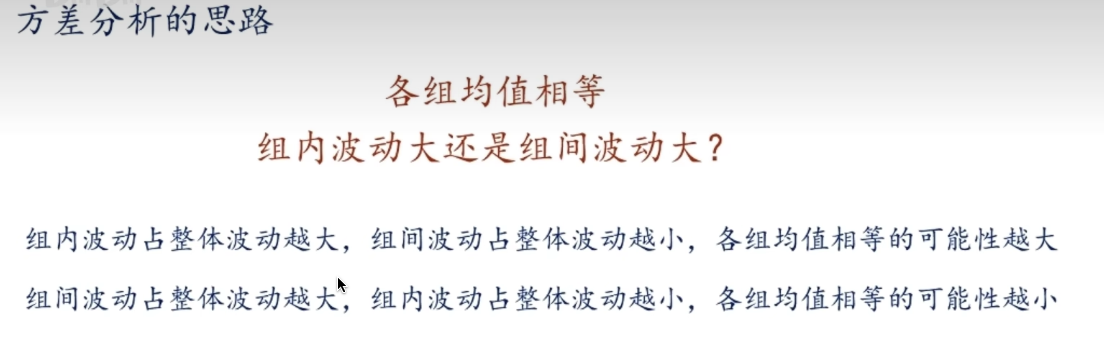 方差分析的思路
各组均值相等
组内波动大还是组间波动大？
组内波动占整体波动越大，组间波动占整体波动越小，各组均值相等的可能性越大
组间波动占整体波动越大，组内波动占整体波动越小，各组均值相等的可能性越小